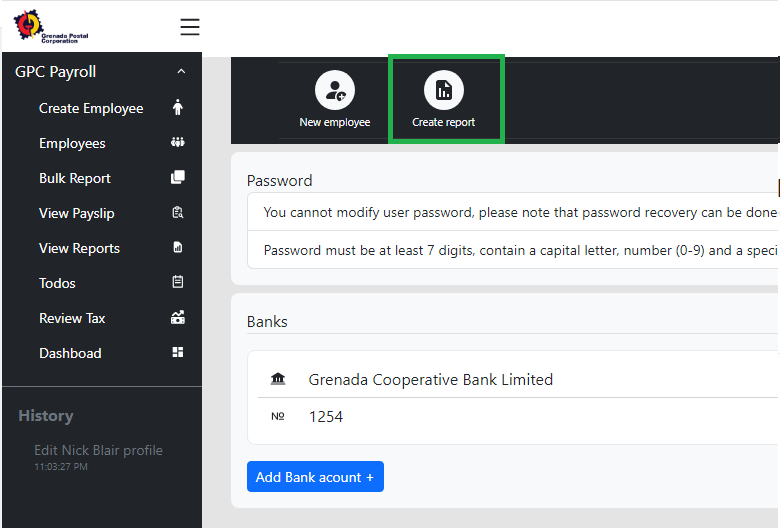 Grenada Postal
Corporation
GPC Payroll
Create Employee
Employees
Bulk Report
View Payslip
View Reports
Todos
Review Tax
Dashboad
History
Edit Nick Blair profile
11:03:27 PM
New employee
Create report
Password
You cannot modify user password, please note that password recovery can be done
Password must be at least 7 digits, contain a capital letter, number (0-9) and a speci
Banks
Grenada Cooperative Bank Limited
Nº 1254
Add Bank acount +